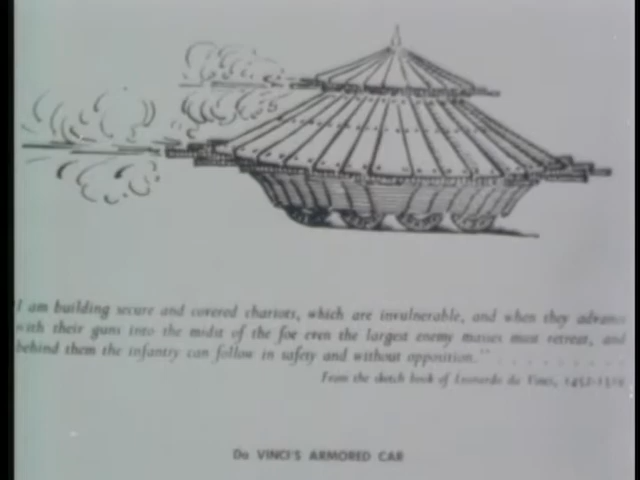 "I am building secure and covered chariots, which are invulnerable, and when they advance
with their guns into the midst of the foe even the largest enemy masses must retreat, and
behind them the infantry can follow in safety and without opposition." . . . . . . . .
From the sketch book of Leonardo da Vinci, 1452-1519
Da VINCI'S ARMORED CAR